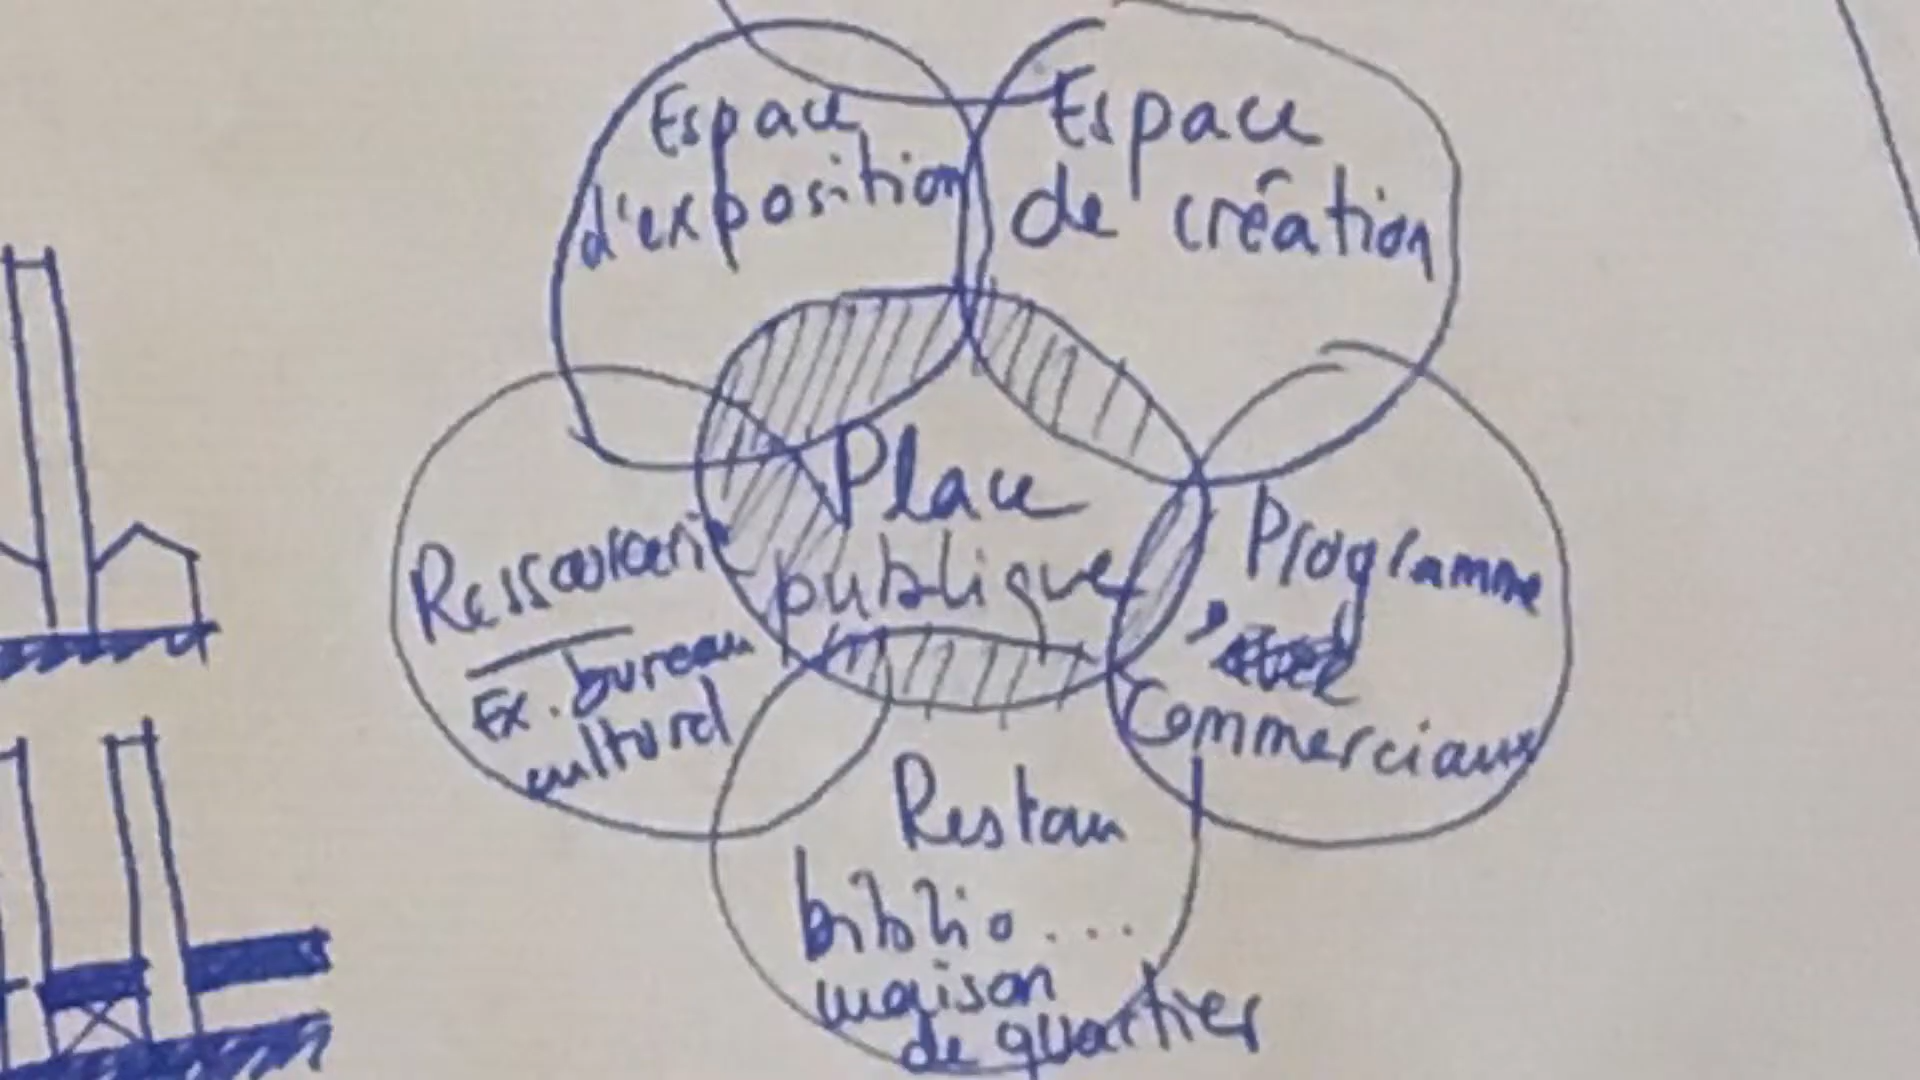 Espace
d'exposition
Espace
de création
Place
publique
Ressourcerie
Ex. bureau
culturel
Programme
Commerciaux
Restau
biblio...
maison
de quartier